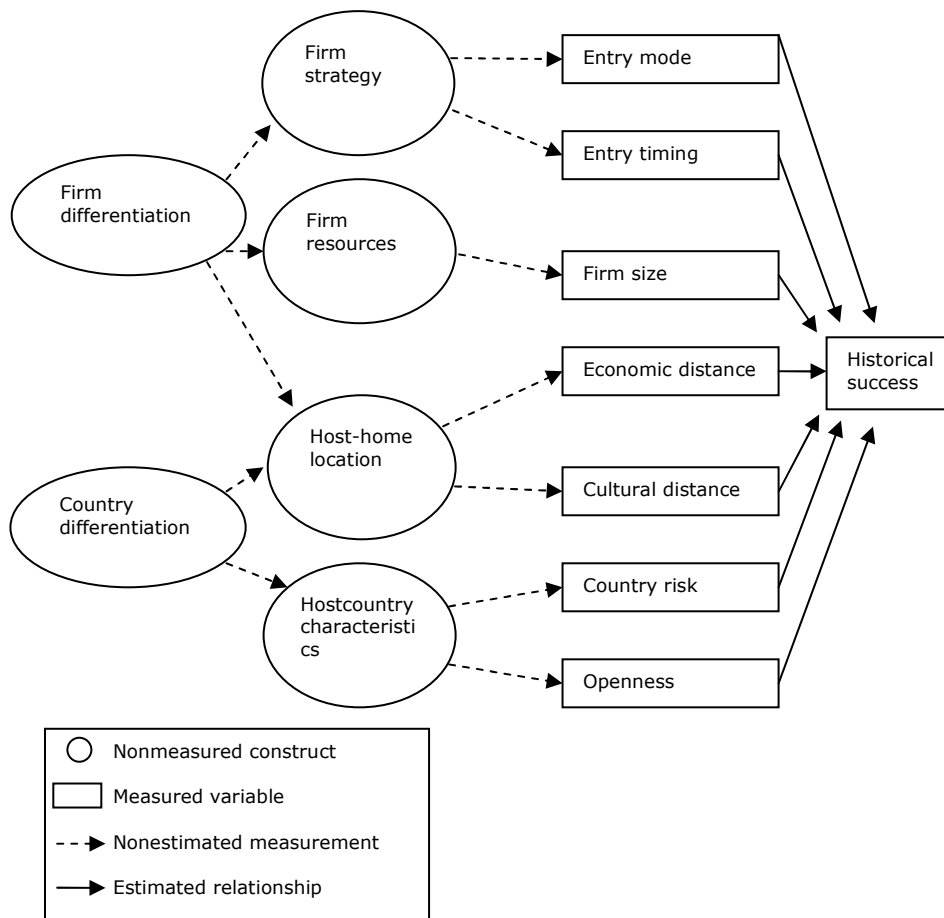 Firm
strategy
Entry mode
Entry timing
Firm
differentiation
Firm
resources
Firm size
Economic distance
Historical
success
Host-home
location
Cultural distance
Country
differentiation
Country risk
Hostcountry
characteristi
cs
Openness
Nonmeasured construct
Measured variable
Nonestimated measurement
Estimated relationship